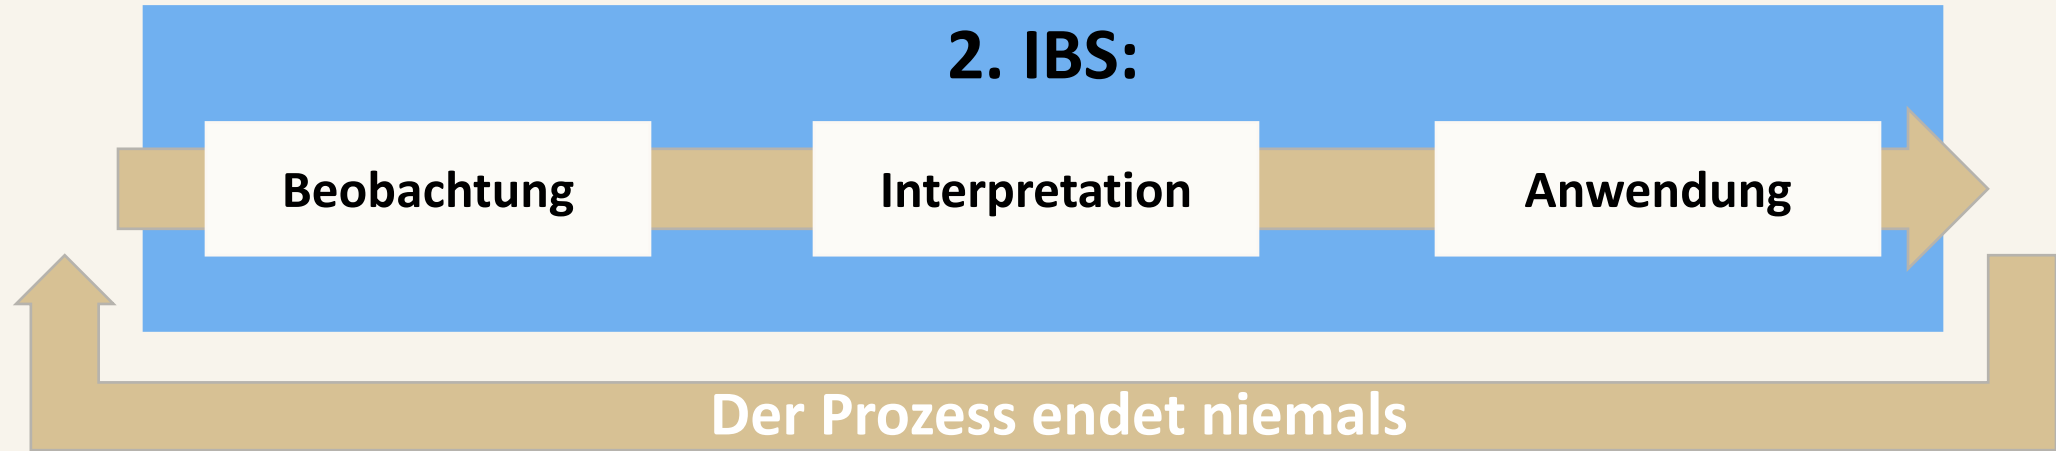 2. IBS:
Beobachtung
Interpretation
Anwendung
Der Prozess endet niemals